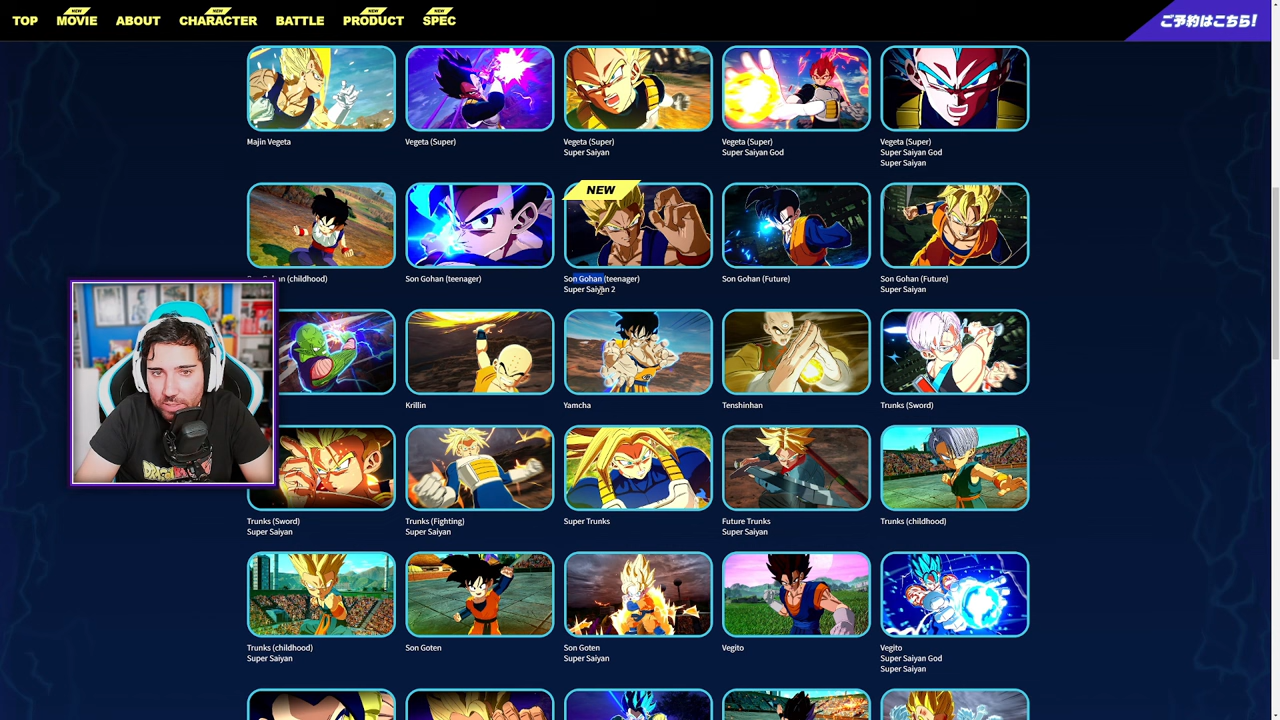 TOP
NEW
MOVIE
ABOUT
NEW
CHARACTER
BATTLE
NEW
PRODUCT
NEW
SPEC
ご予約はこちら!
Majin Vegeta
Vegeta (Super)
Vegeta (Super)
Super Saiyan
Vegeta (Super)
Super Saiyan God
Vegeta (Super)
Super Saiyan God
Super Saiyan
NEW
(childhood)
Son Gohan (teenager)
Son Gohan (teenager)
Super Saiyan 2
Son Gohan (Future)
Son Gohan (Future)
Super Saiyan
Krillin
Yamcha
Tenshinhan
Trunks (Sword)
Trunks (Sword)
Super Saiyan
Trunks (Fighting)
Super Saiyan
Super Trunks
Future Trunks
Super Saiyan
Trunks (childhood)
Trunks (childhood)
Super Saiyan
Son Goten
Son Goten
Super Saiyan
Vegito
Vegito
Super Saiyan God
Super Saiyan